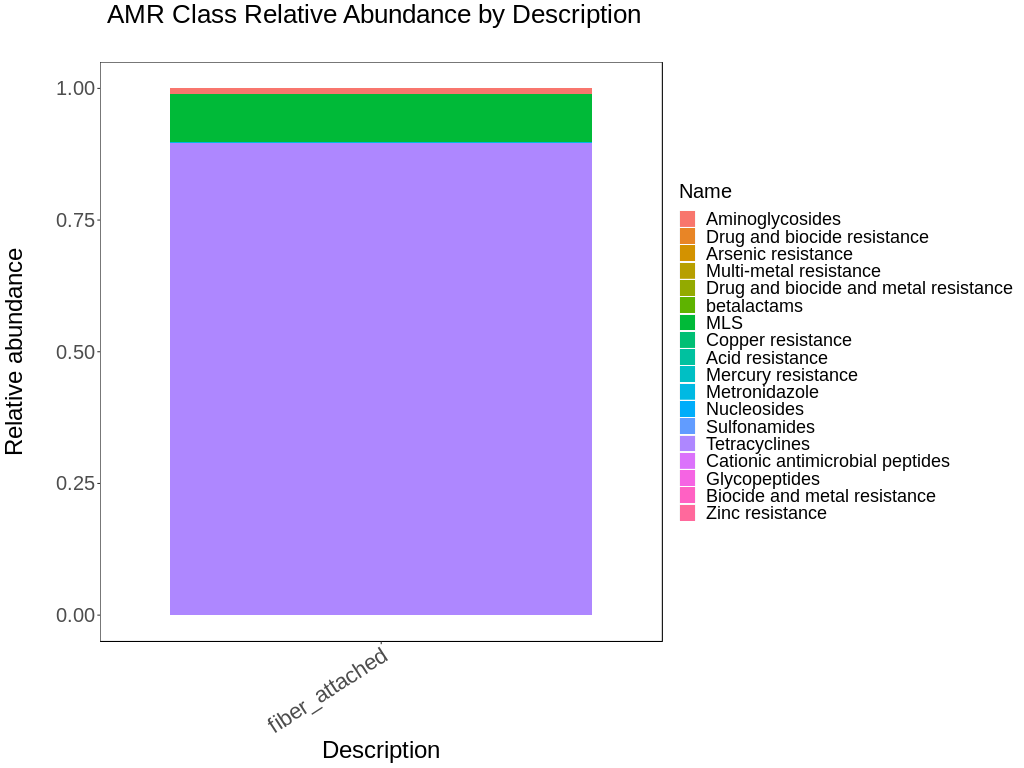 AMR Class Relative Abundance by Description
Relative abundance
1.00
0.75
0.50
0.25
0.00
fiber_attached
Description
Name
Aminoglycosides
Drug and biocide resistance
Arsenic resistance
Multi-metal resistance
Drug and biocide and metal resistance
betalactams
MLS
Copper resistance
Acid resistance
Mercury resistance
Metronidazole
Nucleosides
Sulfonamides
Tetracyclines
Cationic antimicrobial peptides
Glycopeptides
Biocide and metal resistance
Zinc resistance